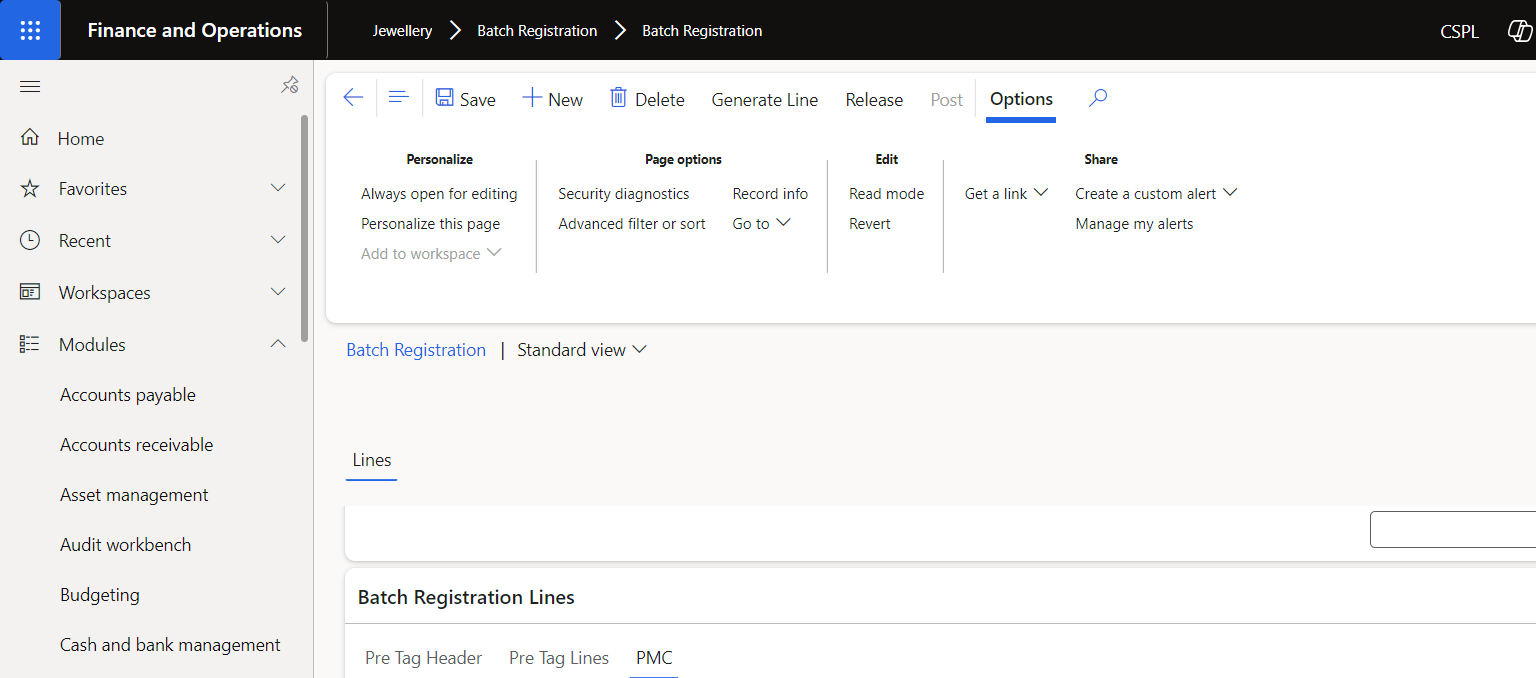 Finance and Operations
Jewellery Batch Registration Batch Registration
CSPL
Home
Favorites
Recent
Workspaces
Modules
Accounts payable
Accounts receivable
Asset management
Audit workbench
Budgeting
Cash and bank management
Save New Delete Generate Line Release Post Options
Personalize
Always open for editing
Personalize this page
Add to workspace
Page options
Security diagnostics Record info
Advanced filter or sort Go to
Edit
Read mode
Revert
Share
Get a link Create a custom alert
Manage my alerts
Batch Registration | Standard view
Lines
Batch Registration Lines
Pre Tag Header Pre Tag Lines PMC